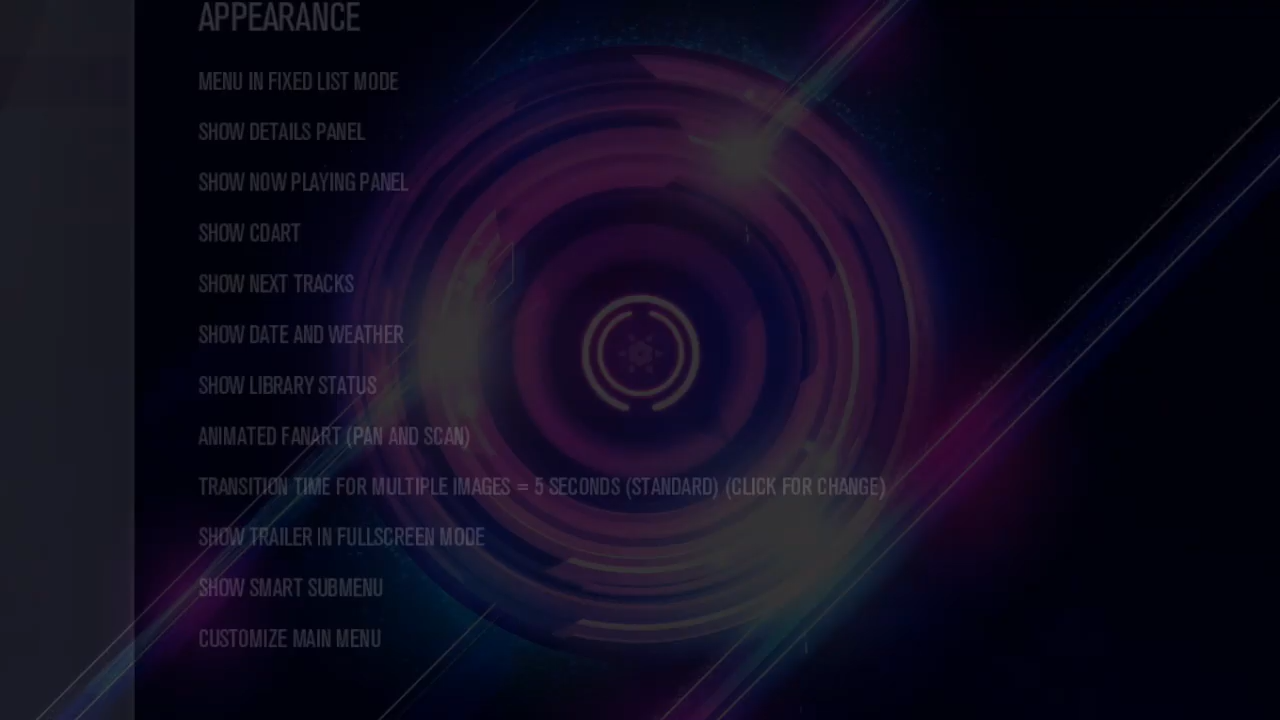 APPEARANCE
MENU IN FIXED LIST MODE
SHOW DETAILS PANEL
SHOW NOW PLAYING PANEL
SHOW CDART
SHOW NEXT TRACKS
SHOW DATE AND WEATHER
SHOW LIBRARY STATUS
ANIMATED FANART (PAN AND SCAN)
TRANSITION TIME FOR MULTIPLE IMAGES = 5 SECONDS (STANDARD) (CLICK FOR CHANGE)
SHOW TRAILER IN FULLSCREEN MODE
SHOW SMART SUBMENU
CUSTOMIZE MAIN MENU